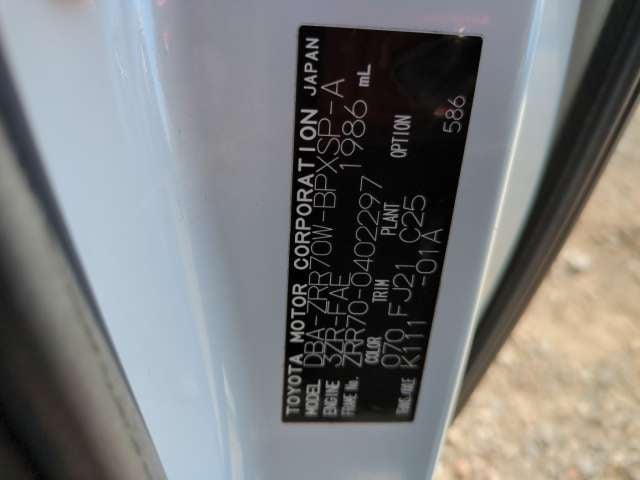 TOYOTA MOTOR CORPORATION JAPAN
MODEL DBA-ZRR70W-BPXSP-A
ENGINE 3ZR-FAE 1986 mL
FRAME No. ZRR70-0402297
COLOR TRIM PLANT OPTION
070 FJ21 C25 586
TRANS./AXLE K111 -01A